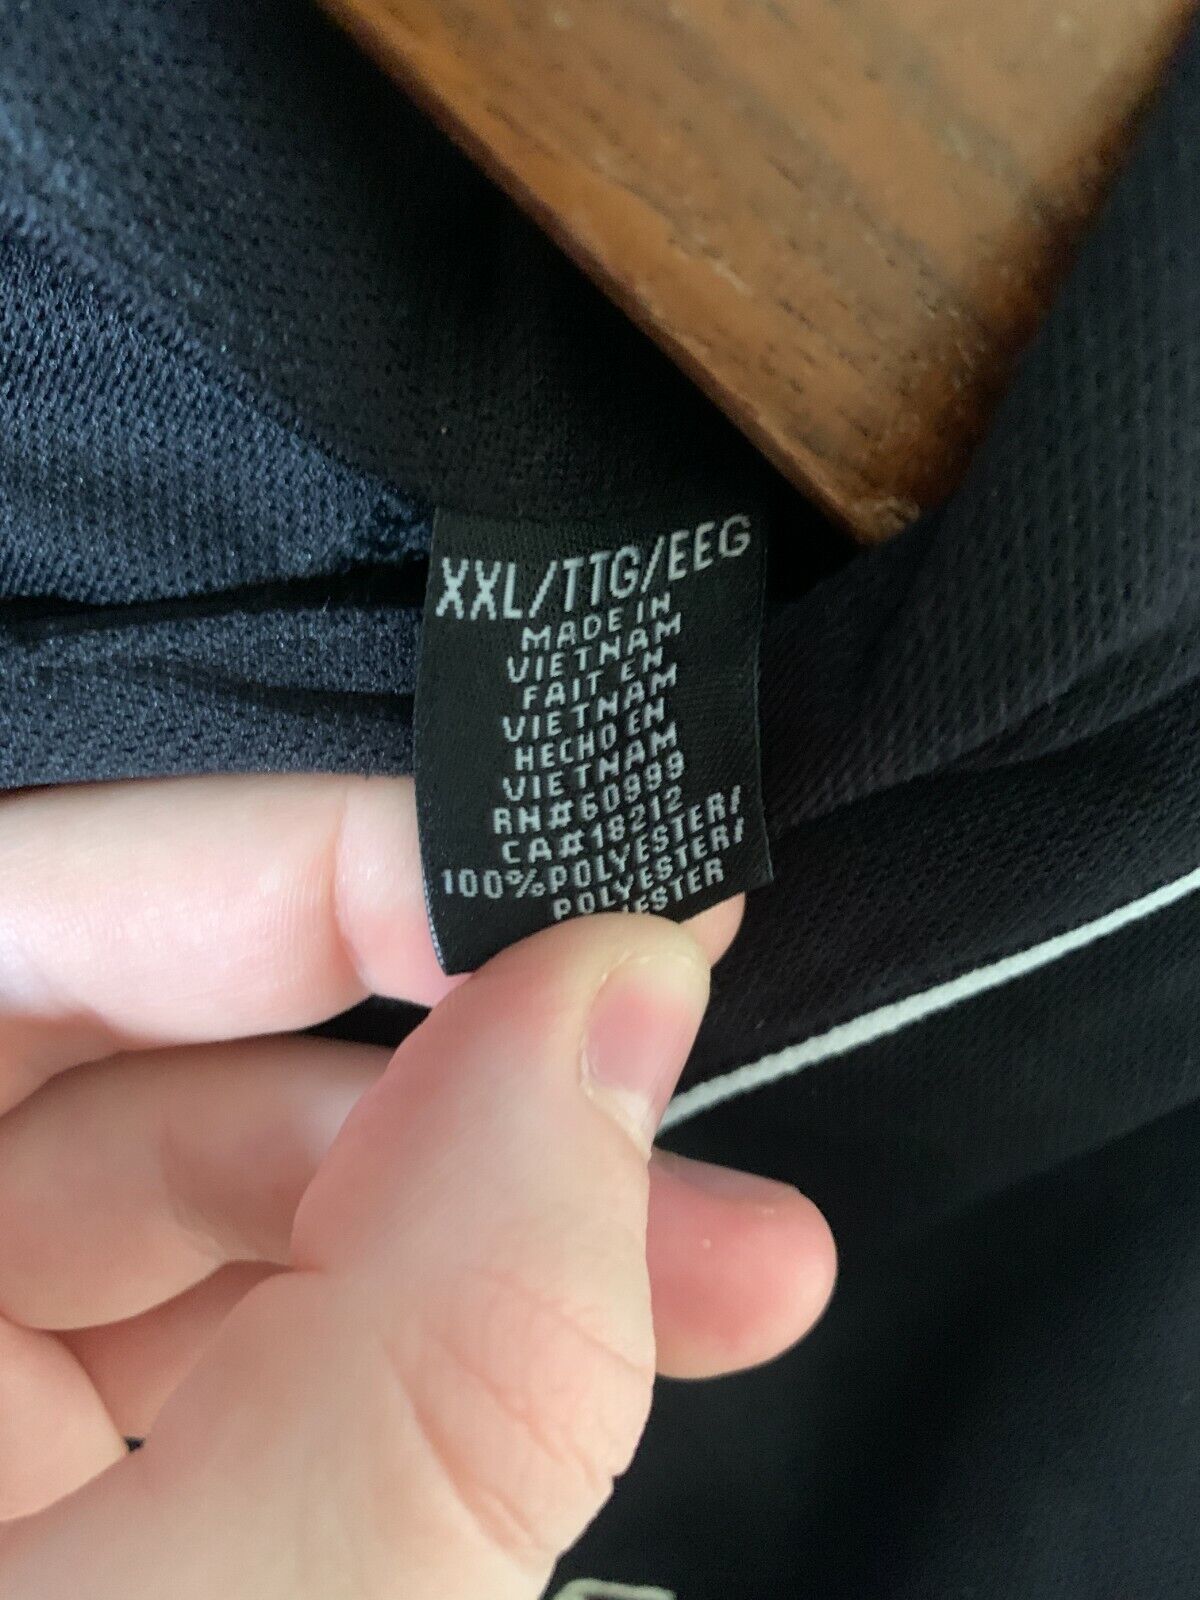 XXL/TTG/EEG
MADE IN
VIETNAM
FAIT EN
VIETNAM
HECHO EN
VIETNAM
RN#60999
CA#18212
100%POLYESTER/
POLYESTER/